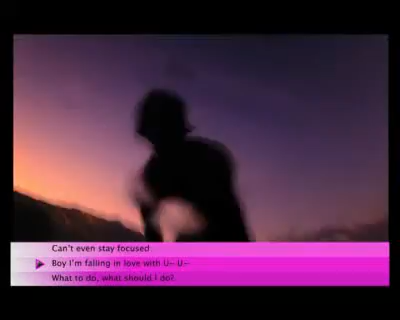 Can't even stay focused
Boy I'm falling in love with U~ U~
What to do, what should I do?